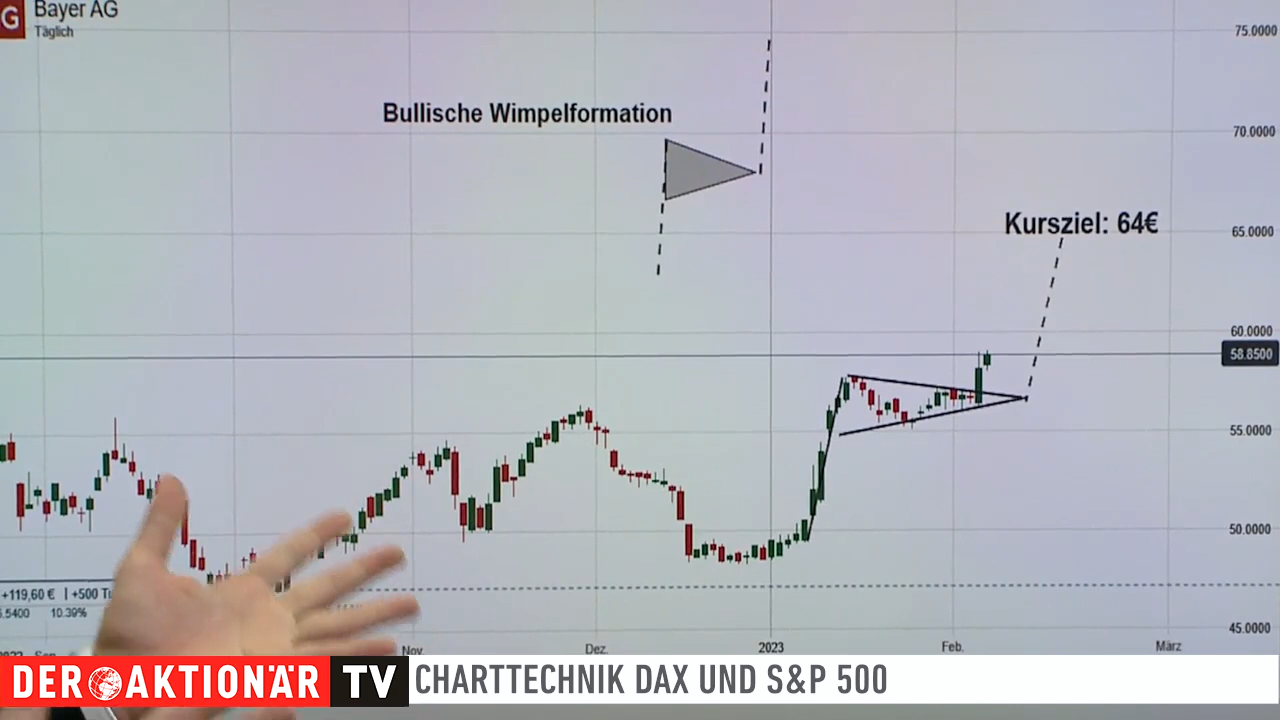 G
Bayer AG
Täglich
75.0000
Bullische Wimpelformation
70.0000
Kursziel: 64€
65.0000
60.0000
58.8500
55.0000
50.0000
+119,60 € | +500
10.39%
45.0000
Nov.
Dez.
2023
Feb.
März
DER AKTIONÄR TV
CHARTTECHNIK DAX UND S&P 500